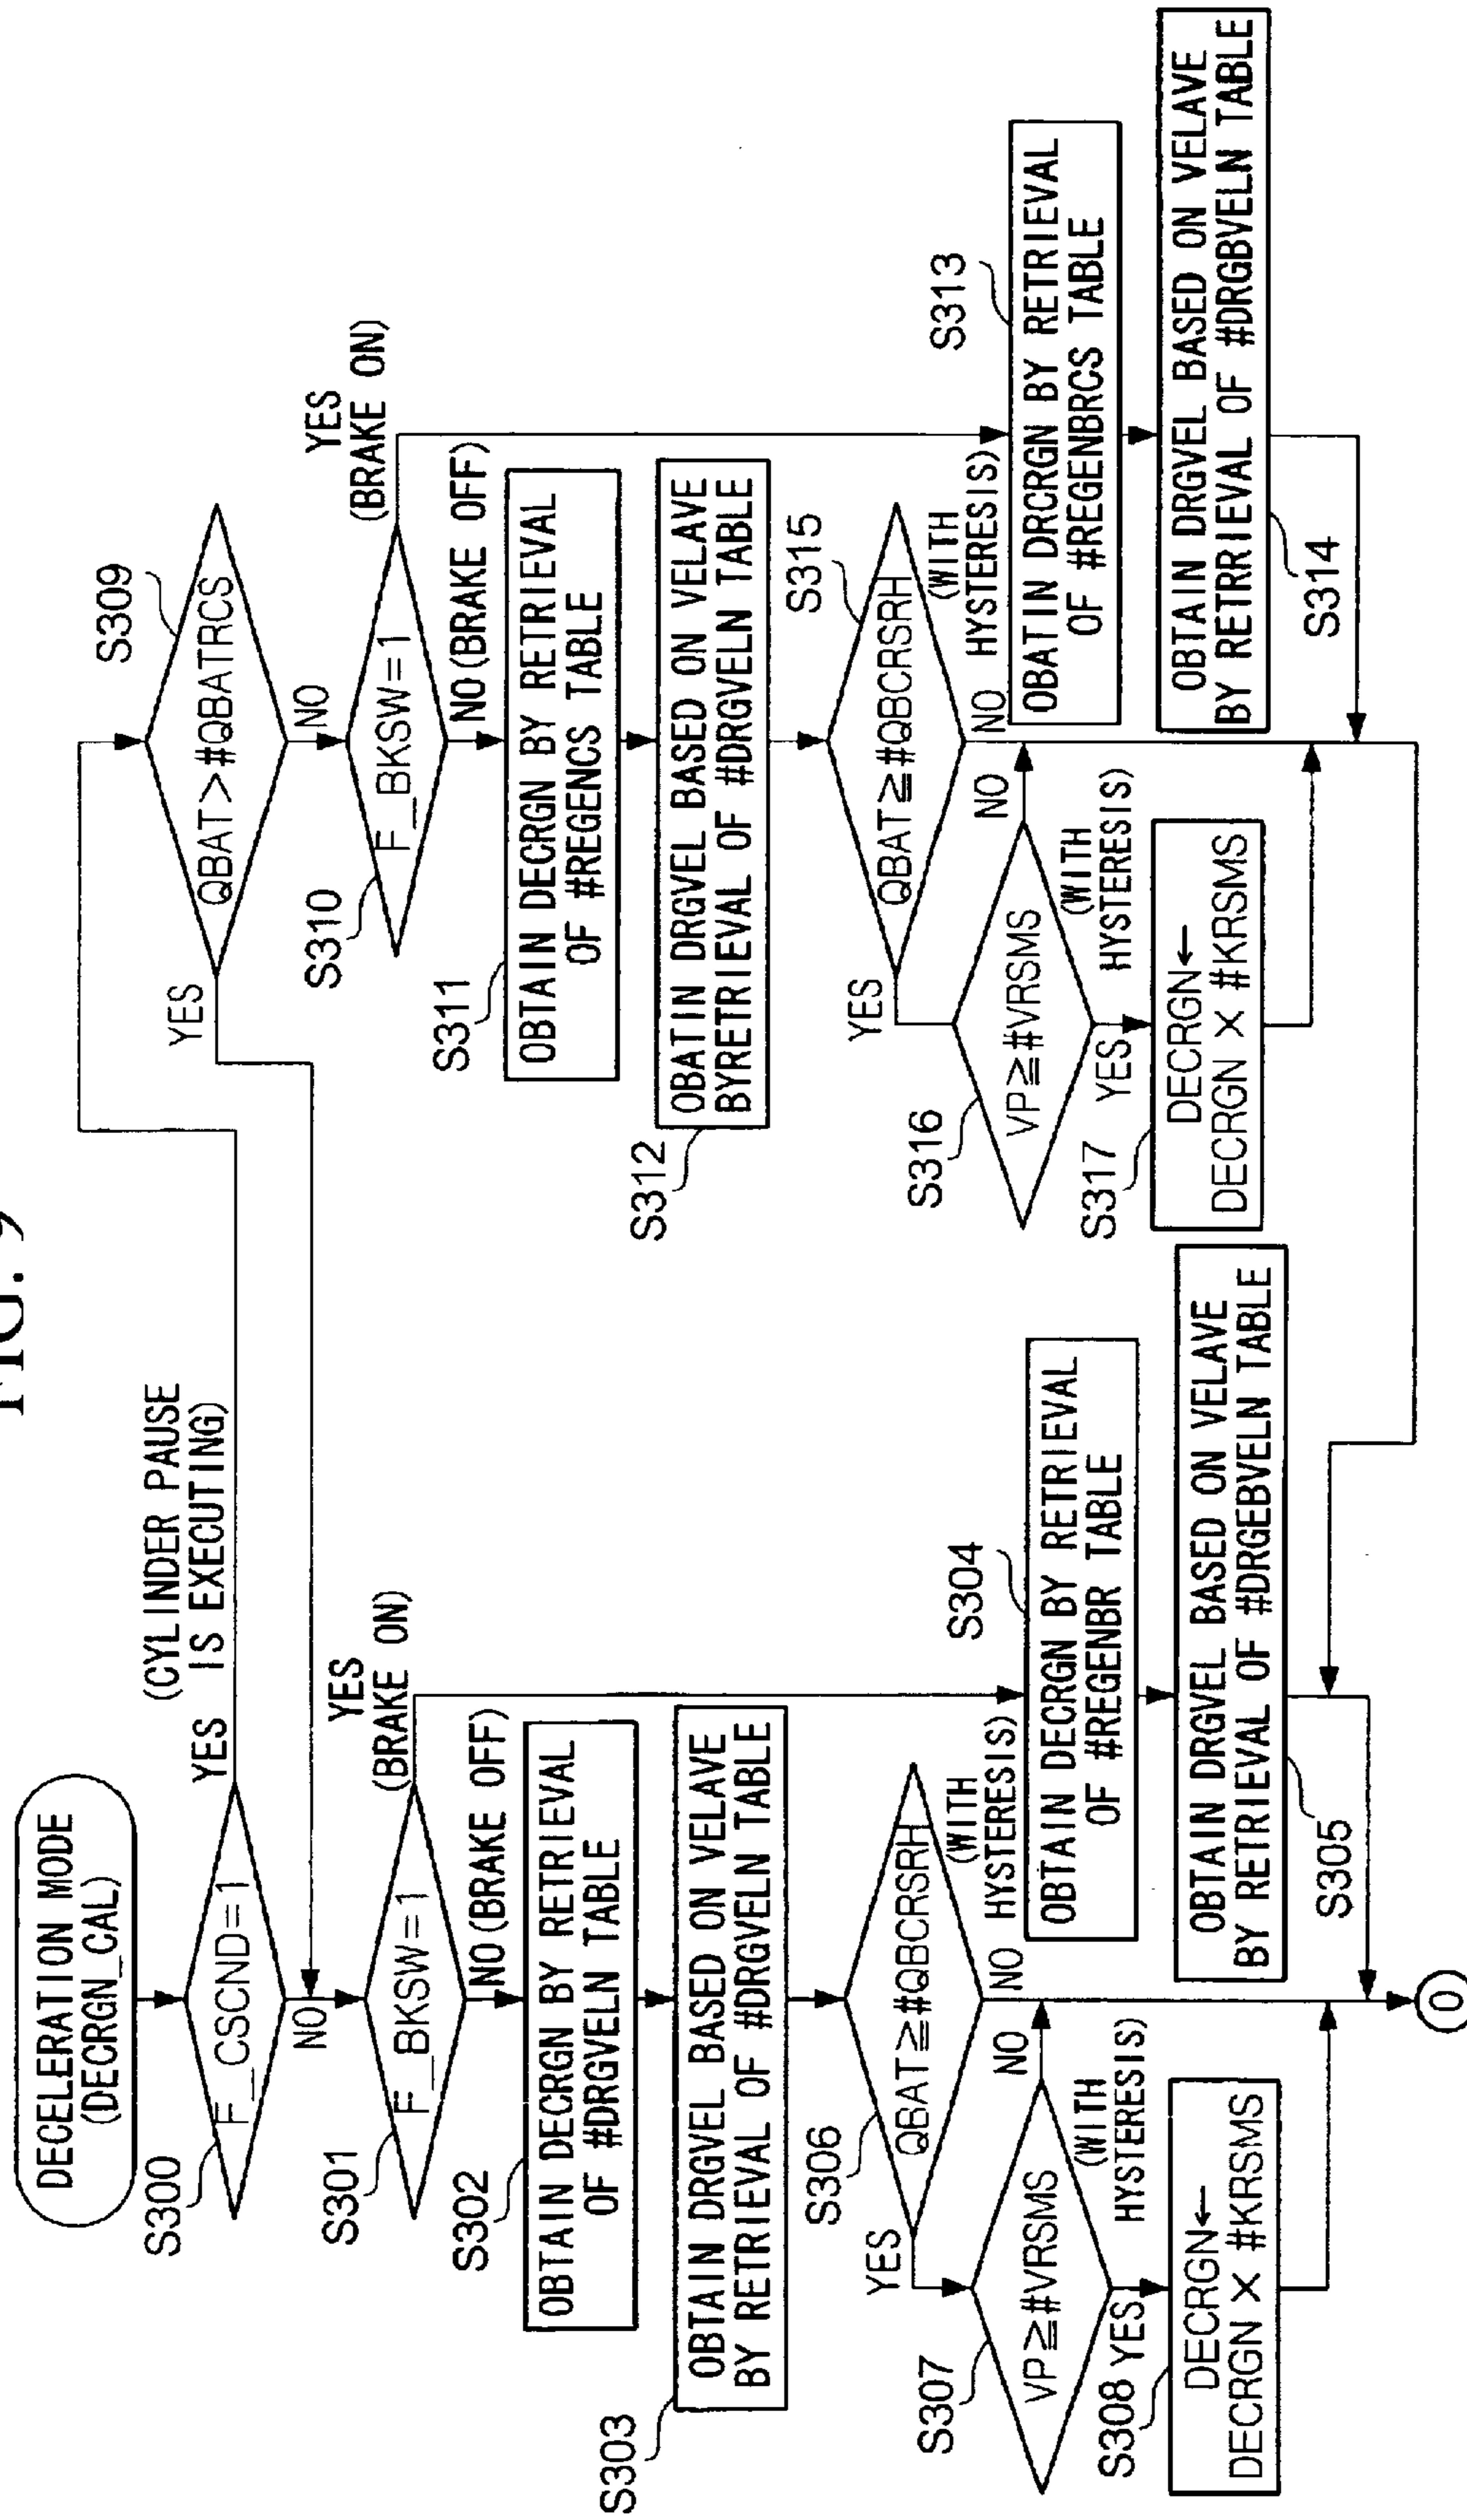 FIG. 9
DECELERATION MODE
(DECRGN_CAL)
S300
F_CSCND=1
YES
(CYLINDER PAUSE
IS EXECUTING)
NO
S301
F_BKSW=1
YES
(BRAKE ON)
NO(BRAKE OFF)
S302
OBTAIN DECRGN BY RETRIEVAL
OF #DRGVELN TABLE
S303
OBTAIN DRGVEL BASED ON VELAVE
BY RETRIEVAL OF #DRGVELN TABLE
S306
QBAT≧#QBCRSRH
(WITH
HYSTERESIS)
YES
NO
S307
VP≧#VRSMS
NO
(WITH
HYSTERESIS)
S308
YES
DECRGN←
DECRGN × #KRSMS
S304
OBTAIN DECRGN BY RETRIEVAL
OF #REGENBR TABLE
OBTAIN DRGVEL BASED ON VELAVE
BY RETRIEVAL OF #DRGEBVELN TABLE
S305
0
S309
QBAT>#QBATRCS
YES
NO
S310
F_BKSW=1
YES
(BRAKE ON)
NO(BRAKE OFF)
S311
OBTAIN DECRGN BY RETRIEVAL
OF #REGENCS TABLE
S312
OBATIN DRGVEL BASED ON VELAVE
BYRETRIEVAL OF #DRGVELN TABLE
S315
QBAT≧#QBCRSRH
(WITH
HYSTERESIS)
YES
NO
S316
VP≧#VRSMS
NO
(WITH
HYSTERESIS)
S317
YES
DECRGN←
DECRGN × #KRSMS
S313
OBATIN DRCRGN BY RETRIEVAL
OF #REGENBRCS TABLE
OBTAIN DRGVEL BASED ON VELAVE
BY RETRRIEVAL OF #DRGBVELN TABLE
S314